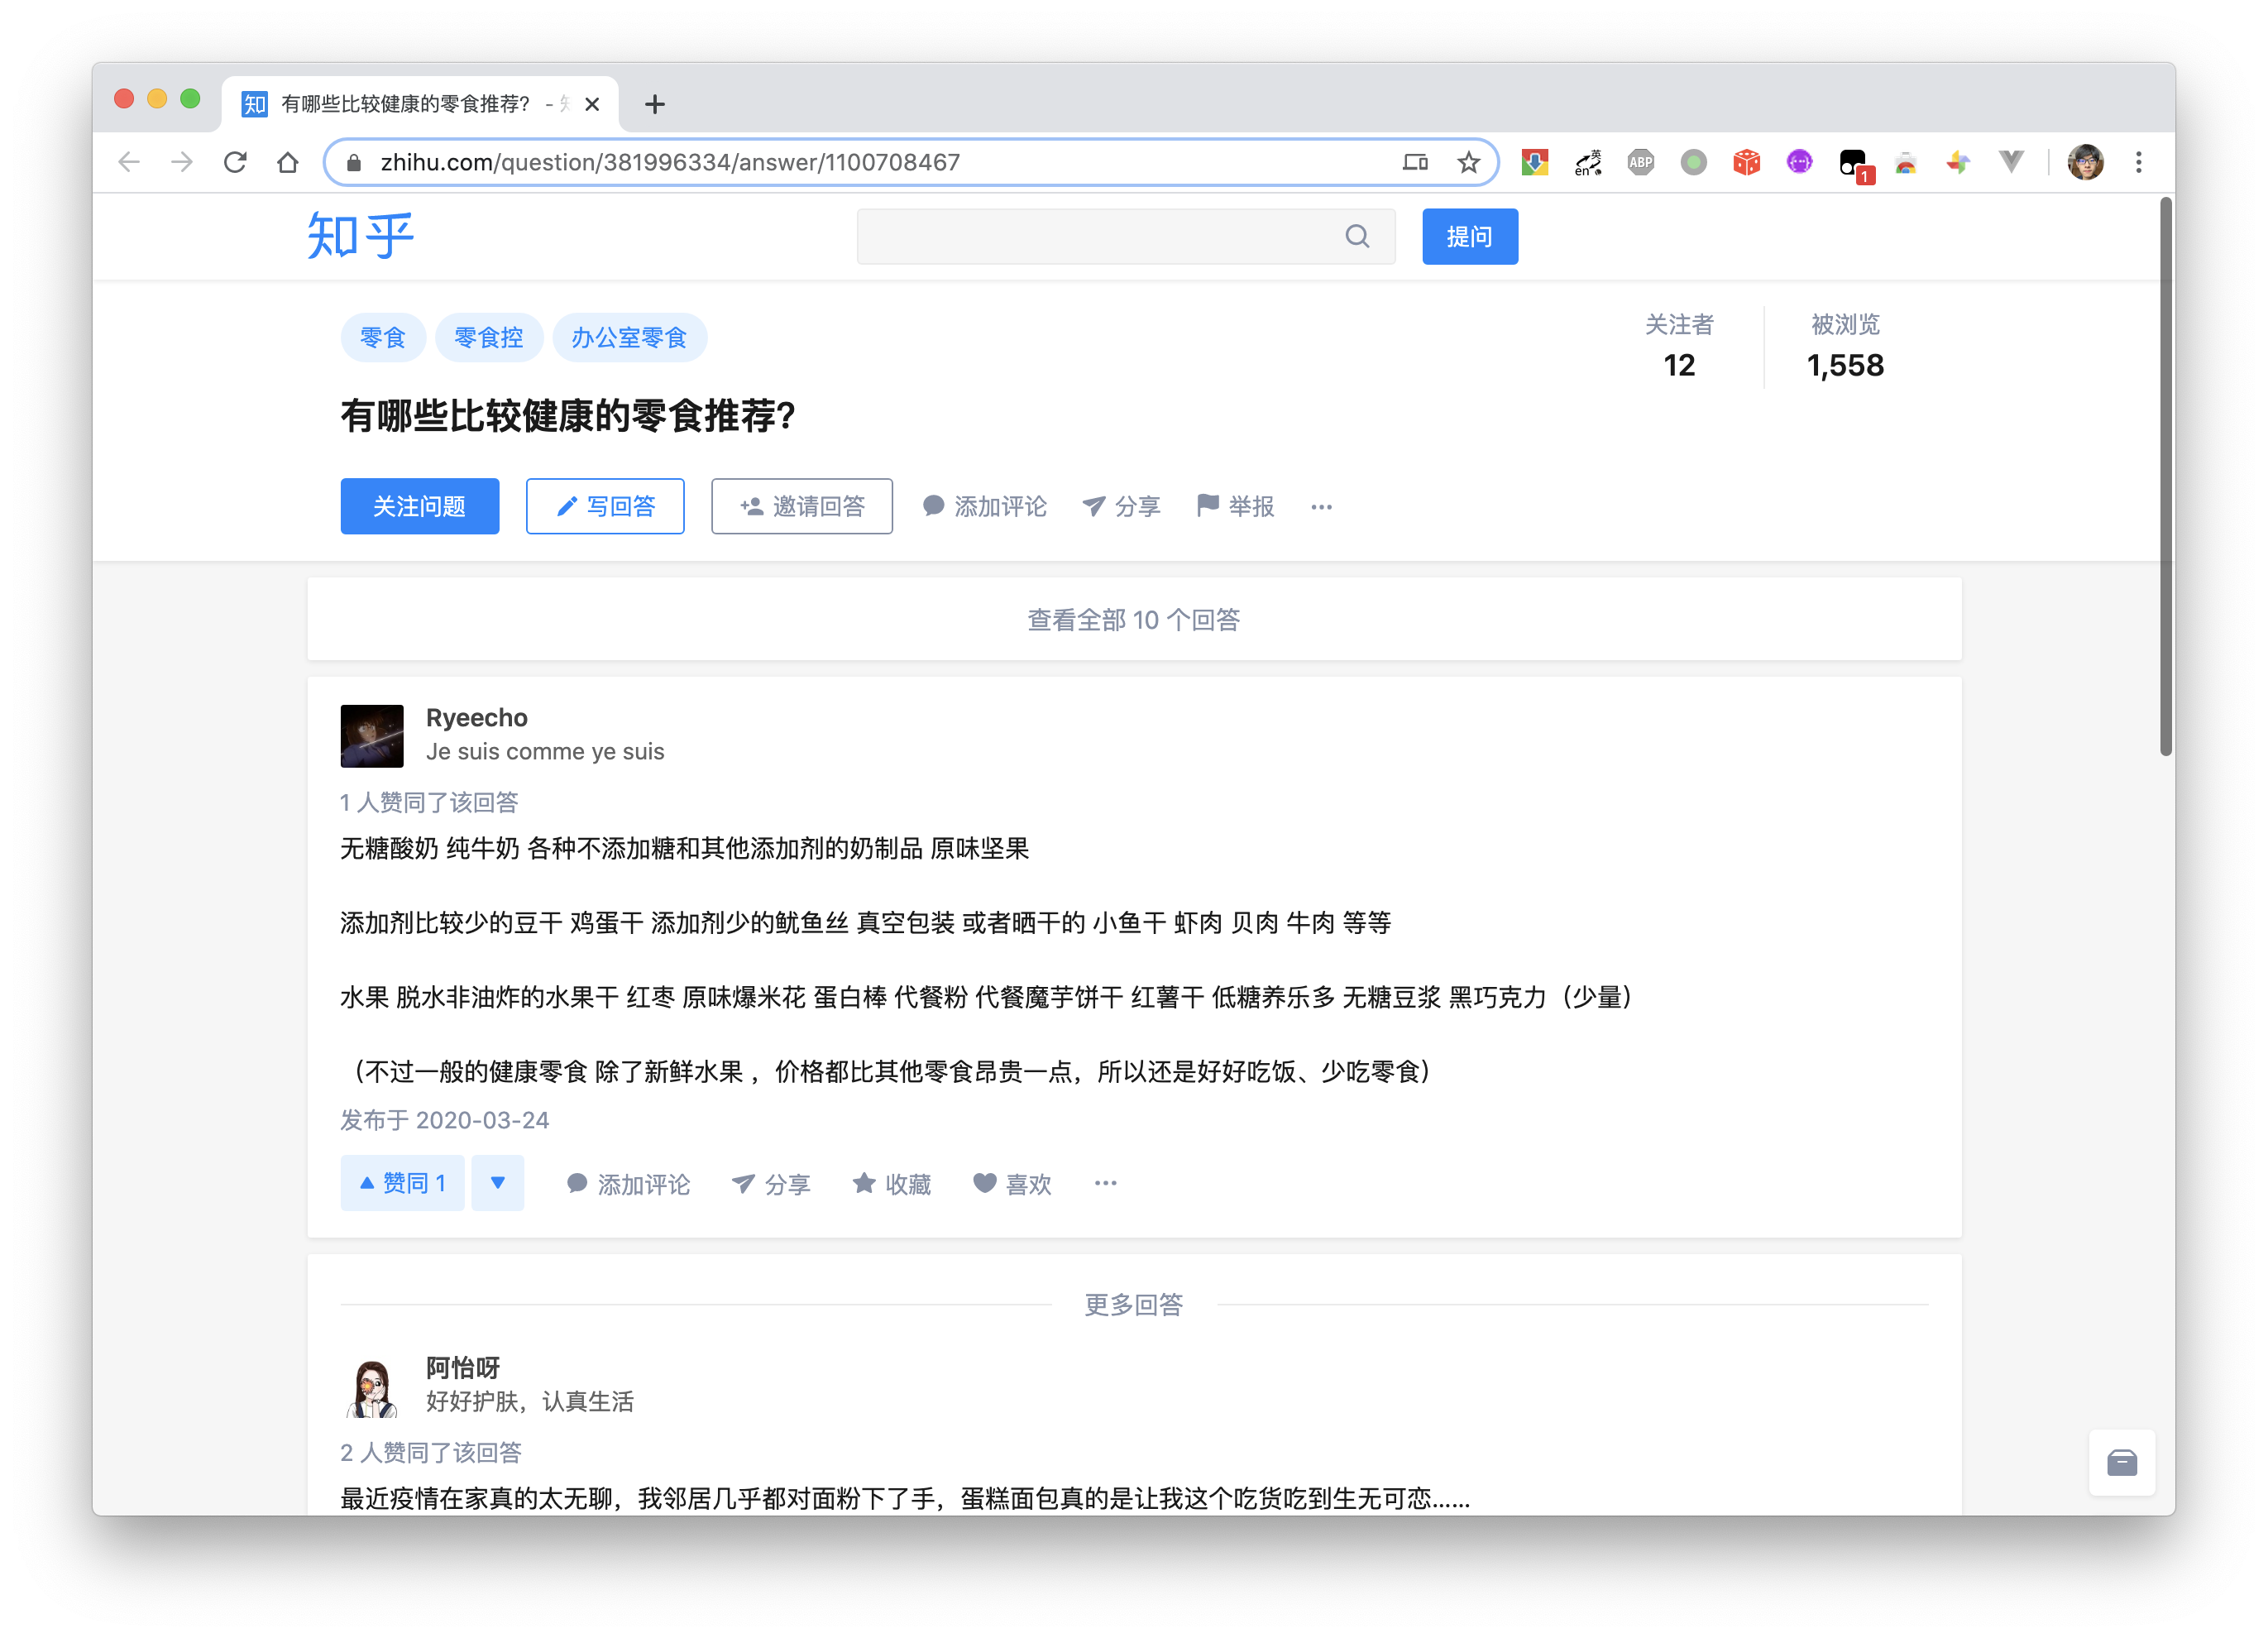 知 有哪些比较健康的零食推荐? - 知
zhihu.com/question/381996334/answer/1100708467
英
en
ABP
1
知乎
提问
零食 零食控 办公室零食
关注者 被浏览
12 1,558
有哪些比较健康的零食推荐?
关注问题 写回答 邀请回答 添加评论 分享 举报 ...
查看全部 10 个回答
Ryeecho
Je suis comme ye suis
1 人赞同了该回答
无糖酸奶 纯牛奶 各种不添加糖和其他添加剂的奶制品 原味坚果
添加剂比较少的豆干 鸡蛋干 添加剂少的鱿鱼丝 真空包装 或者晒干的 小鱼干 虾肉 贝肉 牛肉 等等
水果 脱水非油炸的水果干 红枣 原味爆米花 蛋白棒 代餐粉 代餐魔芋饼干 红薯干 低糖养乐多 无糖豆浆 黑巧克力（少量）
（不过一般的健康零食 除了新鲜水果 ，价格都比其他零食昂贵一点，所以还是好好吃饭、少吃零食）
发布于 2020-03-24
赞同 1 添加评论 分享 收藏 喜欢 ...
更多回答
阿怡呀
好好护肤，认真生活
2 人赞同了该回答
最近疫情在家真的太无聊，我邻居几乎都对面粉下了手，蛋糕面包真的是让我这个吃货吃到生无可恋......